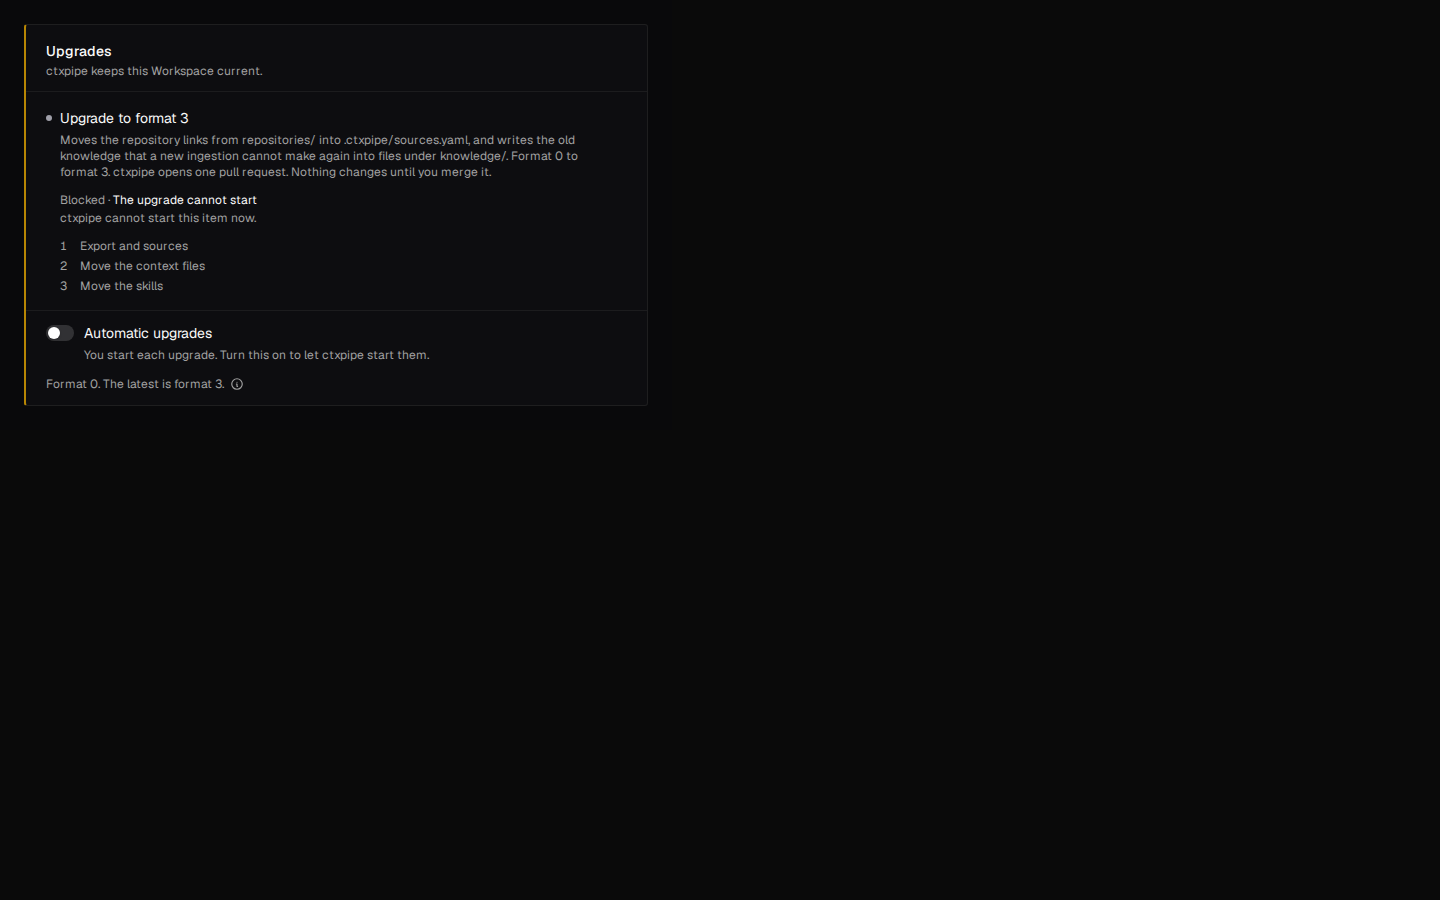 Upgrades
ctxpipe keeps this Workspace current.
Upgrade to format 3
Moves the repository links from repositories/ into .ctxpipe/sources.yaml, and writes the old
knowledge that a new ingestion cannot make again into files under knowledge/. Format 0 to
format 3. ctxpipe opens one pull request. Nothing changes until you merge it.
Blocked · The upgrade cannot start
ctxpipe cannot start this item now.
1 Export and sources
2 Move the context files
3 Move the skills
Automatic upgrades
You start each upgrade. Turn this on to let ctxpipe start them.
Format 0. The latest is format 3.